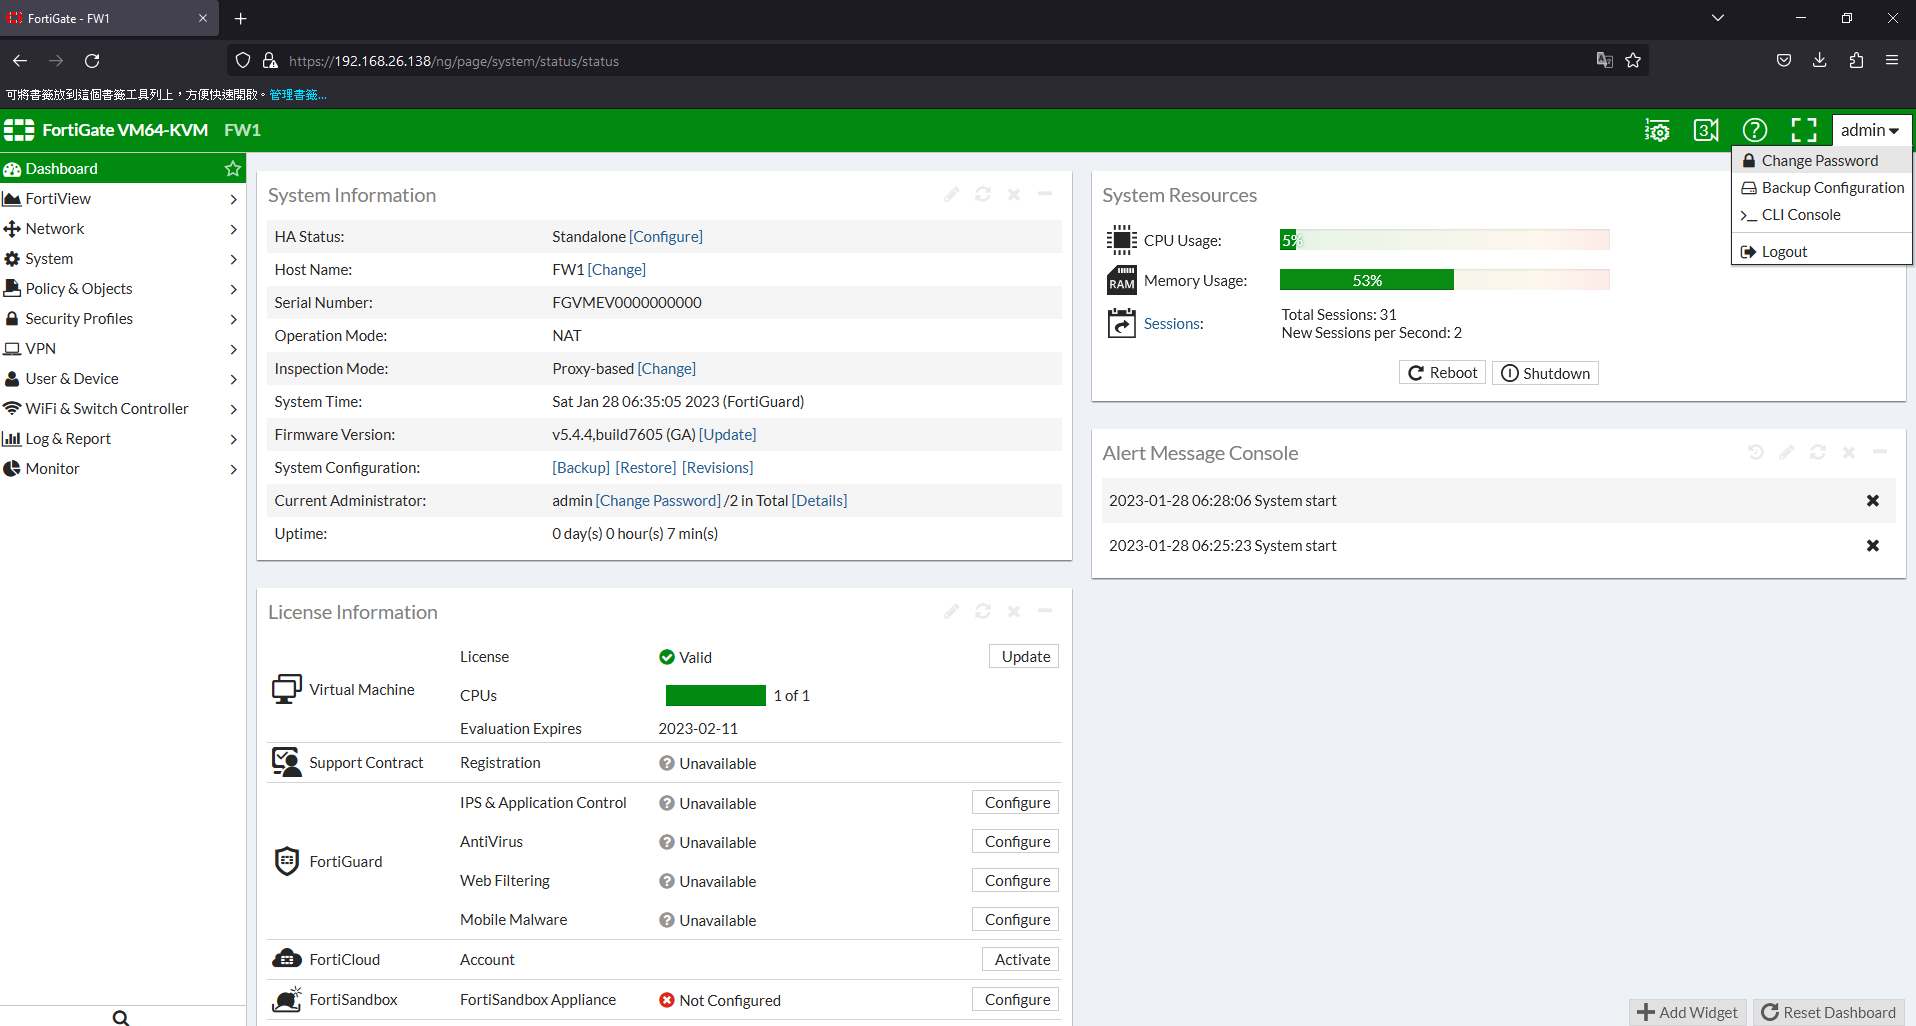 FortiGate - FW1
https://192.168.26.138/ng/page/system/status/status
可將書籤放到這個書籤工具列上，方便快速開啟。管理書籤...
FortiGate VM64-KVM FW1
3
admin
Change Password
Backup Configuration
CLI Console
Logout
Dashboard
FortiView
Network
System
Policy & Objects
Security Profiles
VPN
User & Device
WiFi & Switch Controller
Log & Report
Monitor
System Information
HA Status: Standalone [Configure]
Host Name: FW1 [Change]
Serial Number: FGVMEV0000000000
Operation Mode: NAT
Inspection Mode: Proxy-based [Change]
System Time: Sat Jan 28 06:35:05 2023 (FortiGuard)
Firmware Version: v5.4.4,build7605 (GA) [Update]
System Configuration: [Backup] [Restore] [Revisions]
Current Administrator: admin [Change Password] /2 in Total [Details]
Uptime: 0 day(s) 0 hour(s) 7 min(s)
License Information
Virtual Machine
License Valid Update
CPUs 1 of 1
Evaluation Expires 2023-02-11
Support Contract Registration Unavailable
FortiGuard
IPS & Application Control Unavailable Configure
AntiVirus Unavailable Configure
Web Filtering Unavailable Configure
Mobile Malware Unavailable Configure
FortiCloud Account Activate
FortiSandbox FortiSandbox Appliance Not Configured Configure
System Resources
CPU Usage: 5%
RAM Memory Usage: 53%
Sessions: Total Sessions: 31
New Sessions per Second: 2
Reboot Shutdown
Alert Message Console
2023-01-28 06:28:06 System start
2023-01-28 06:25:23 System start
Add Widget Reset Dashboard